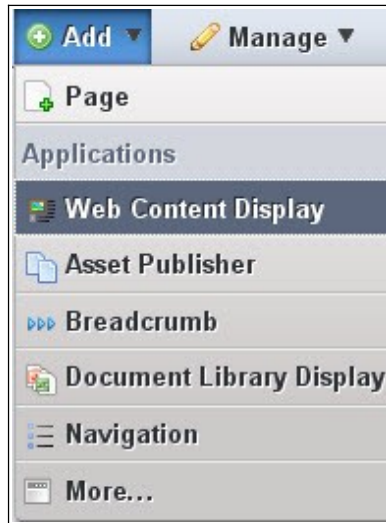 Add Manage
Page
Applications
Web Content Display
Asset Publisher
Breadcrumb
Document Library Display
Navigation
More...